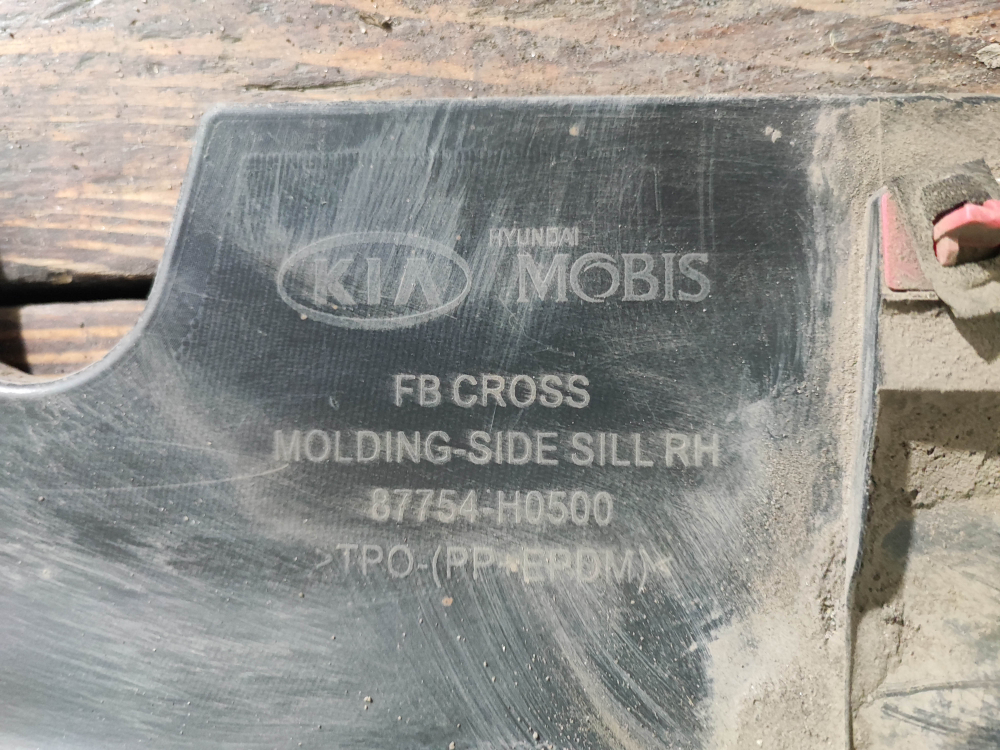 KIA HYUNDAI MOBIS
FB CROSS
MOLDING-SIDE SILL RH
87754-H0500
>TPO-(PP+EPDM)<